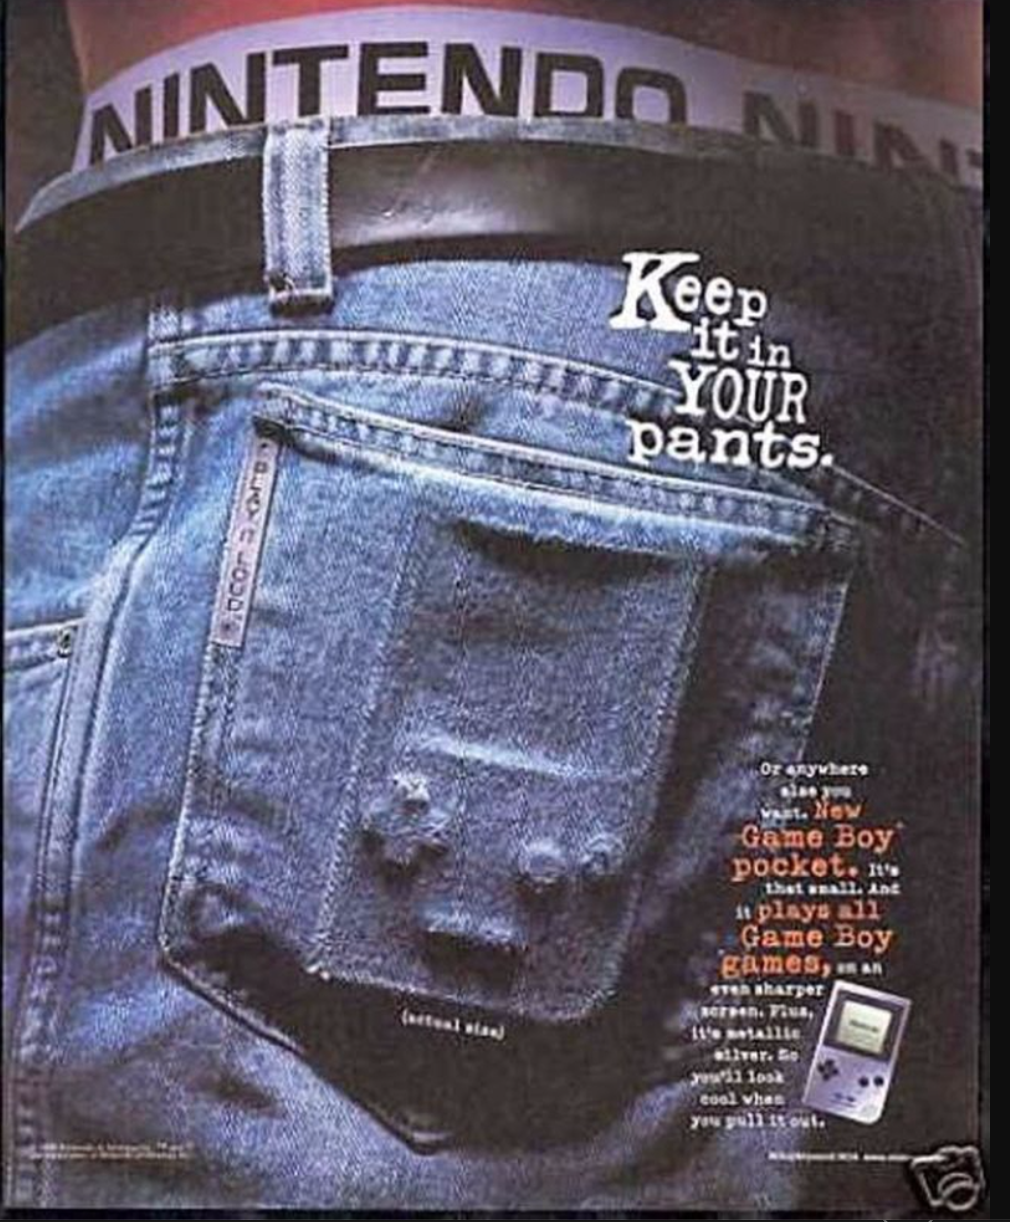 NINTENDO NIN
Keep
it in
YOUR
pants.
PLAY IT LOUD
(actual size)
Or anywhere
else you
want. New
Game Boy
pocket. It's
that small. And
it plays all
Game Boy
games, on an
even sharper
screen. Plus,
it's metallic
silver. So
you'll look
cool when
you pull it out.